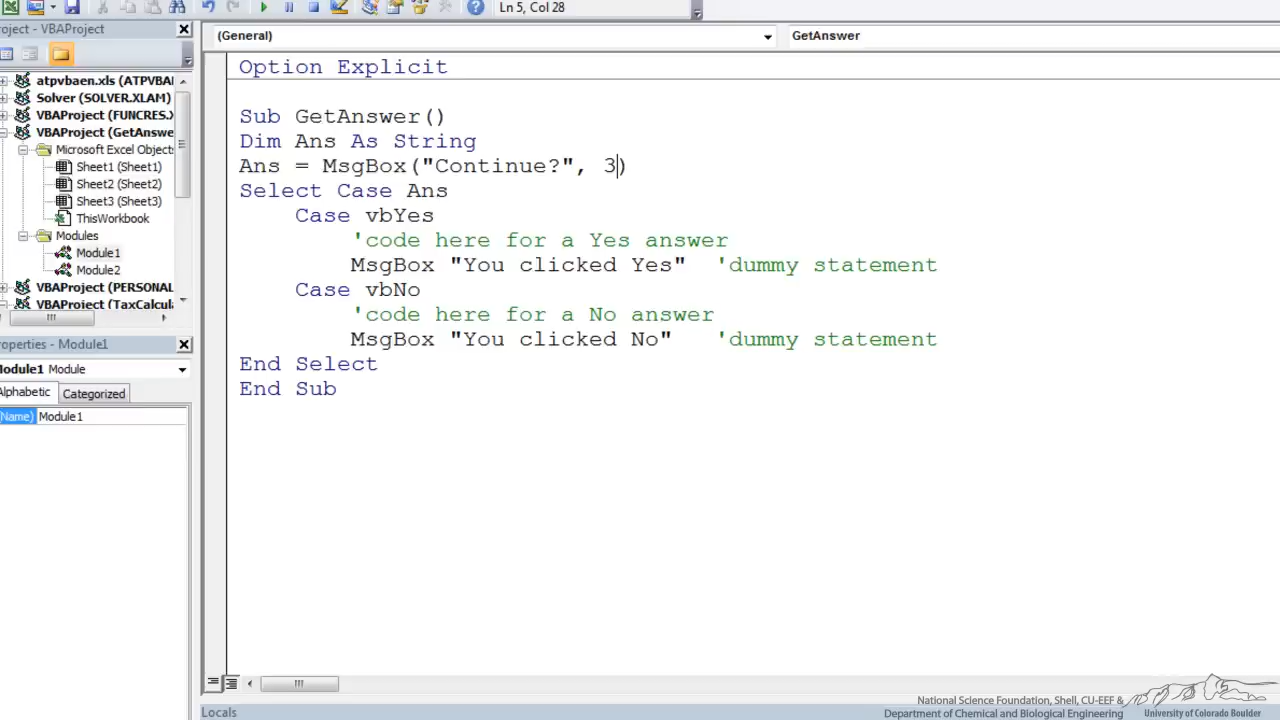 Ln 5, Col 28
roject - VBAProject
(General)
GetAnswer
atpvbaen.xls (ATPVBA
Solver (SOLVER.XLAM)
VBAProject (FUNCRES.X
VBAProject (GetAnswe
Microsoft Excel Objects
Sheet1 (Sheet1)
Sheet2 (Sheet2)
Sheet3 (Sheet3)
ThisWorkbook
Modules
Module1
Module2
VBAProject (PERSONAL
VBAProject (TaxCalcula
roperties - Module1
Module1 Module
Alphabetic Categorized
(Name) Module1
Option Explicit
Sub GetAnswer()
Dim Ans As String
Ans = MsgBox("Continue?", 3)
Select Case Ans
Case vbYes
'code here for a Yes answer
MsgBox "You clicked Yes" 'dummy statement
Case vbNo
'code here for a No answer
MsgBox "You clicked No" 'dummy statement
End Select
End Sub
Locals
National Science Foundation, Shell, CU-EEF &
Department of Chemical and Biological Engineering
University of Colorado Boulder